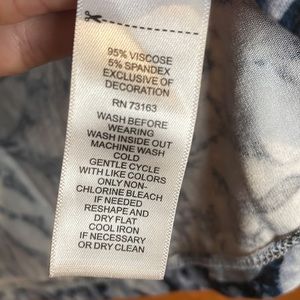 95% VISCOSE
5% SPANDEX
EXCLUSIVE OF
DECORATION
RN 73163
WASH BEFORE
WEARING
WASH INSIDE OUT
MACHINE WASH
COLD
GENTLE CYCLE
WITH LIKE COLORS
ONLY NON-
CHLORINE BLEACH
IF NEEDED
RESHAPE AND
DRY FLAT
COOL IRON
IF NECESSARY
OR DRY CLEAN